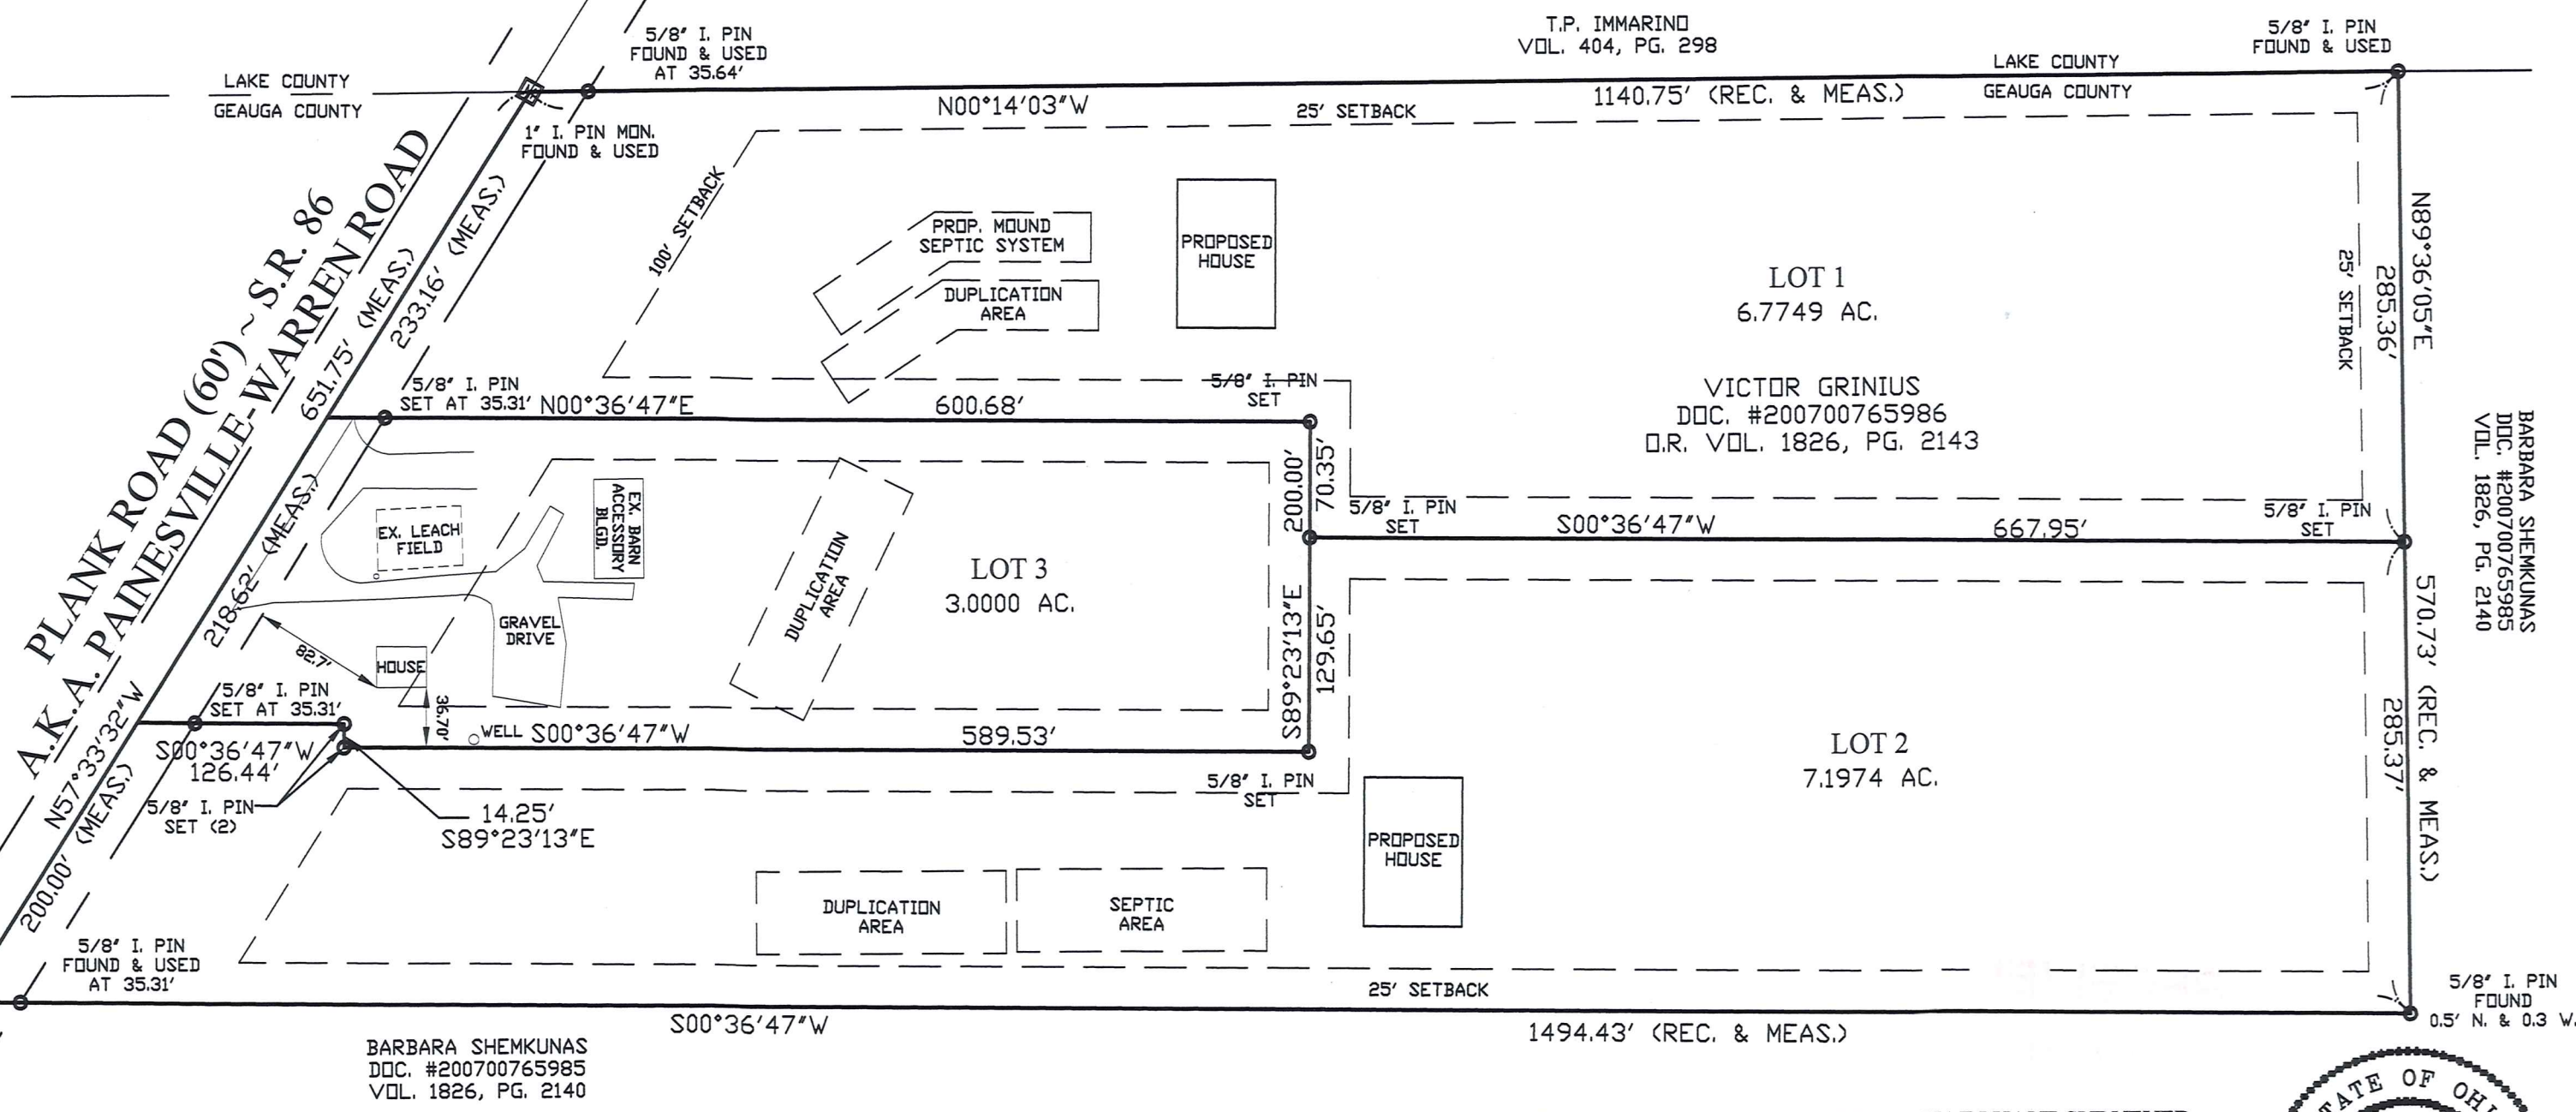 T.P. IMMARINO
VOL. 404, PG. 298
5/8" I. PIN
FOUND & USED
AT 35.64'
5/8" I. PIN
FOUND & USED
LAKE COUNTY
GEAUGA COUNTY
LAKE COUNTY
GEAUGA COUNTY
N00°14'03"W
1140.75' (REC. & MEAS.)
25' SETBACK
1" I. PIN MON.
FOUND & USED
PLANK ROAD (60') ~ S.R. 86
A.K.A. PAINESVILLE-WARREN ROAD
233.16' (MEAS.)
651.75' (MEAS.)
218.62' (MEAS.)
N57°33'32"W
200.00' (MEAS.)
100' SETBACK
PROP. MOUND
SEPTIC SYSTEM
DUPLICATION
AREA
PROPOSED
HOUSE
LOT 1
6.7749 AC.
VICTOR GRINIUS
DOC. #200700765986
O.R. VOL. 1826, PG. 2143
N89°36'05"E
285.36'
25' SETBACK
BARBARA SHEMKUNAS
DOC. #200700765985
VOL. 1826, PG. 2140
5/8" I. PIN
SET AT 35.31'
N00°36'47"E
600.68'
5/8" I. PIN
SET
200.00'
70.35'
5/8" I. PIN
SET
S00°36'47"W
667.95'
5/8" I. PIN
SET
EX. LEACH
FIELD
EX. BARN
ACCESSORY
BLGD.
DUPLICATION
AREA
LOT 3
3.0000 AC.
GRAVEL
DRIVE
HOUSE
82.7'
36.70'
WELL
S00°36'47"W
589.53'
S89°23'13"E
129.65'
5/8" I. PIN
SET AT 35.31'
S00°36'47"W
126.44'
5/8" I. PIN
SET (2)
14.25'
S89°23'13"E
5/8" I. PIN
SET
LOT 2
7.1974 AC.
PROPOSED
HOUSE
570.73' (REC. & MEAS.)
285.37'
DUPLICATION
AREA
SEPTIC
AREA
5/8" I. PIN
FOUND & USED
AT 35.31'
25' SETBACK
5/8" I. PIN
FOUND
0.5' N. & 0.3 W.
S00°36'47"W
1494.43' (REC. & MEAS.)
BARBARA SHEMKUNAS
DOC. #200700765985
VOL. 1826, PG. 2140
OF